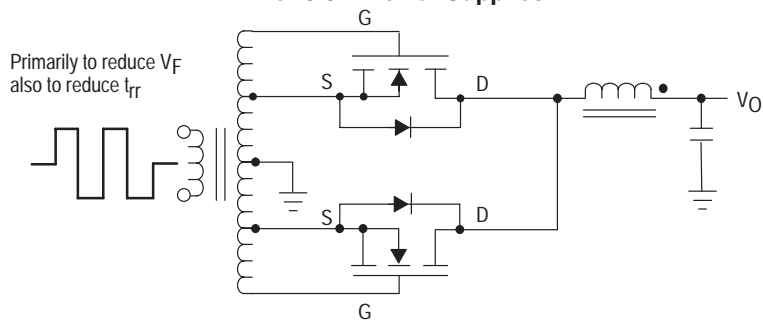 G
Primarily to reduce VF
also to reduce trr
S
D
VO
S
D
G